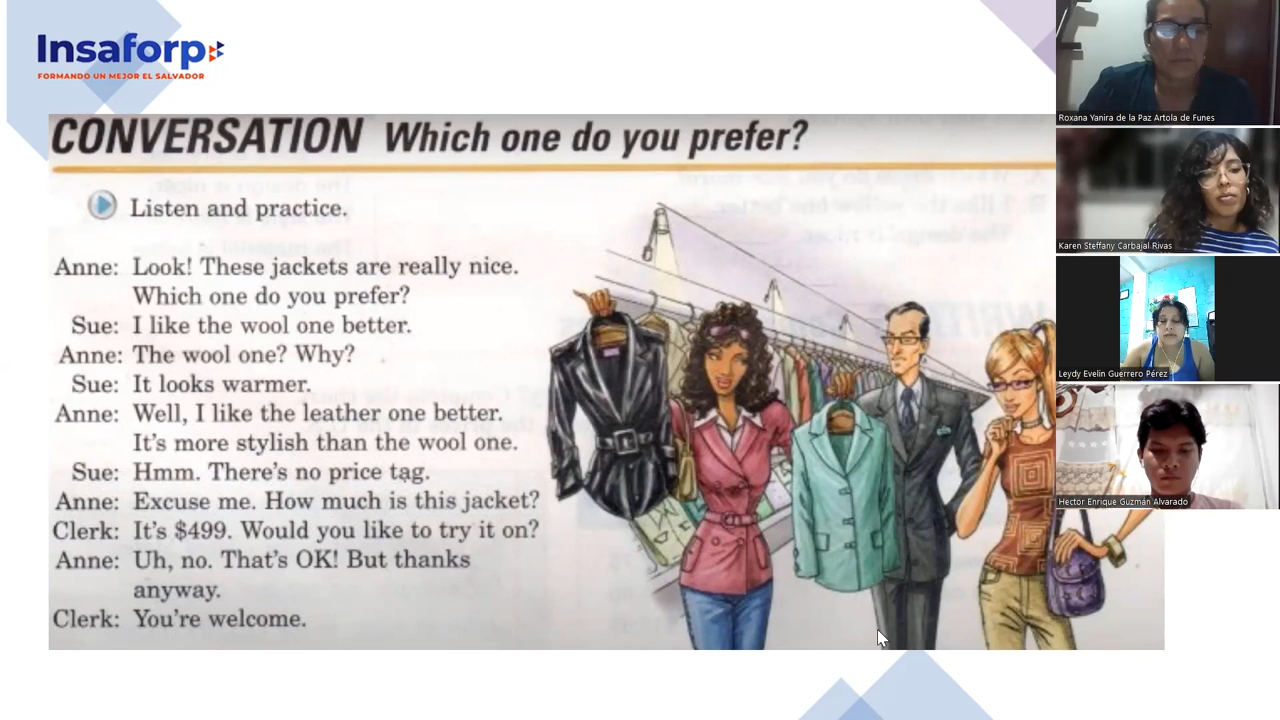 Insaforp
FORMANDO UN MEJOR EL SALVADOR
CONVERSATION Which one do you prefer?
Listen and practice.
Anne: Look! These jackets are really nice.
Which one do you prefer?
Sue: I like the wool one better.
Anne: The wool one? Why?
Sue: It looks warmer.
Anne: Well, I like the leather one better.
It's more stylish than the wool one.
Sue: Hmm. There's no price tag.
Anne: Excuse me. How much is this jacket?
Clerk: It's $499. Would you like to try it on?
Anne: Uh, no. That's OK! But thanks
anyway.
Clerk: You're welcome.
Roxana Yanira de la Paz Artola de Funes
Karen Steffany Carbajal Rivas
Leydy Evelin Guerrero Pérez
Hector Enrique Guzmán Alvarado